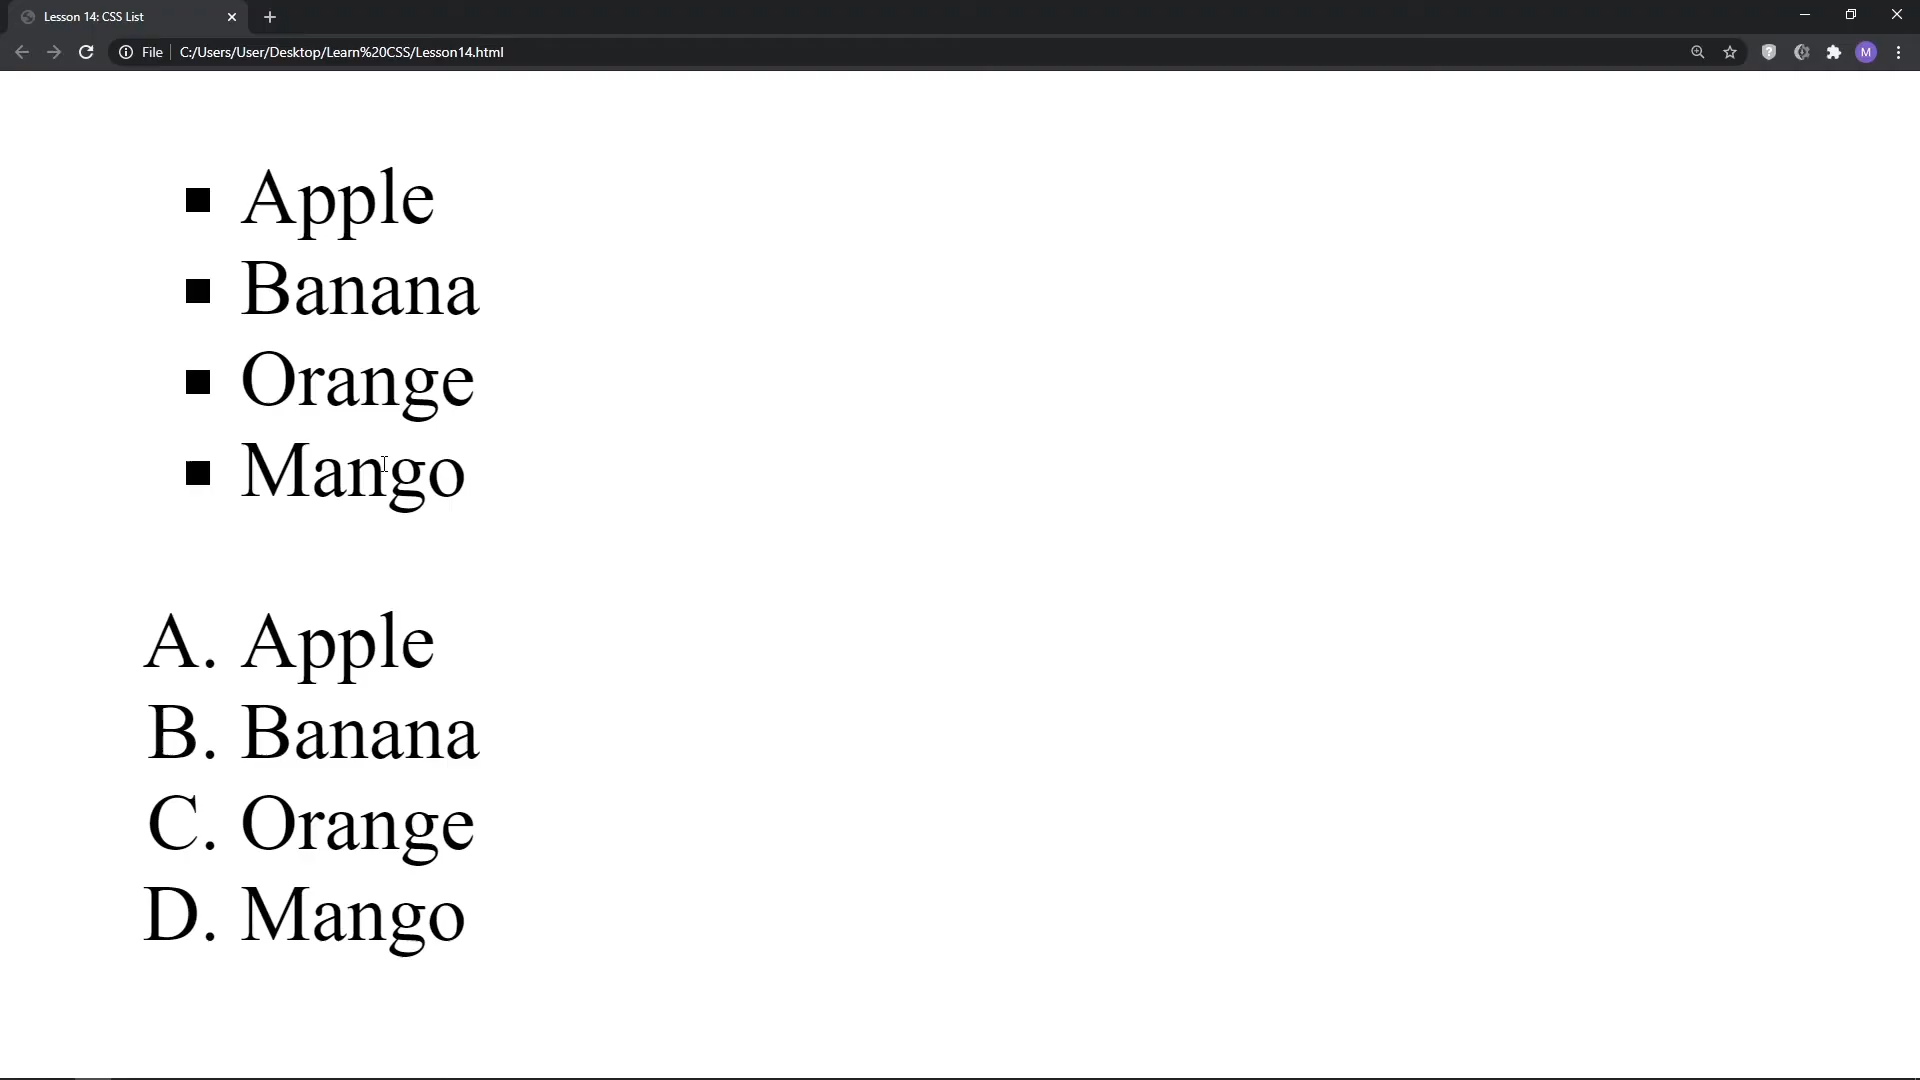 Lesson 14: CSS List
File C:/Users/User/Desktop/Learn%20CSS/Lesson14.html
M
■ Apple
■ Banana
■ Orange
■ Mango
A. Apple
B. Banana
C. Orange
D. Mango